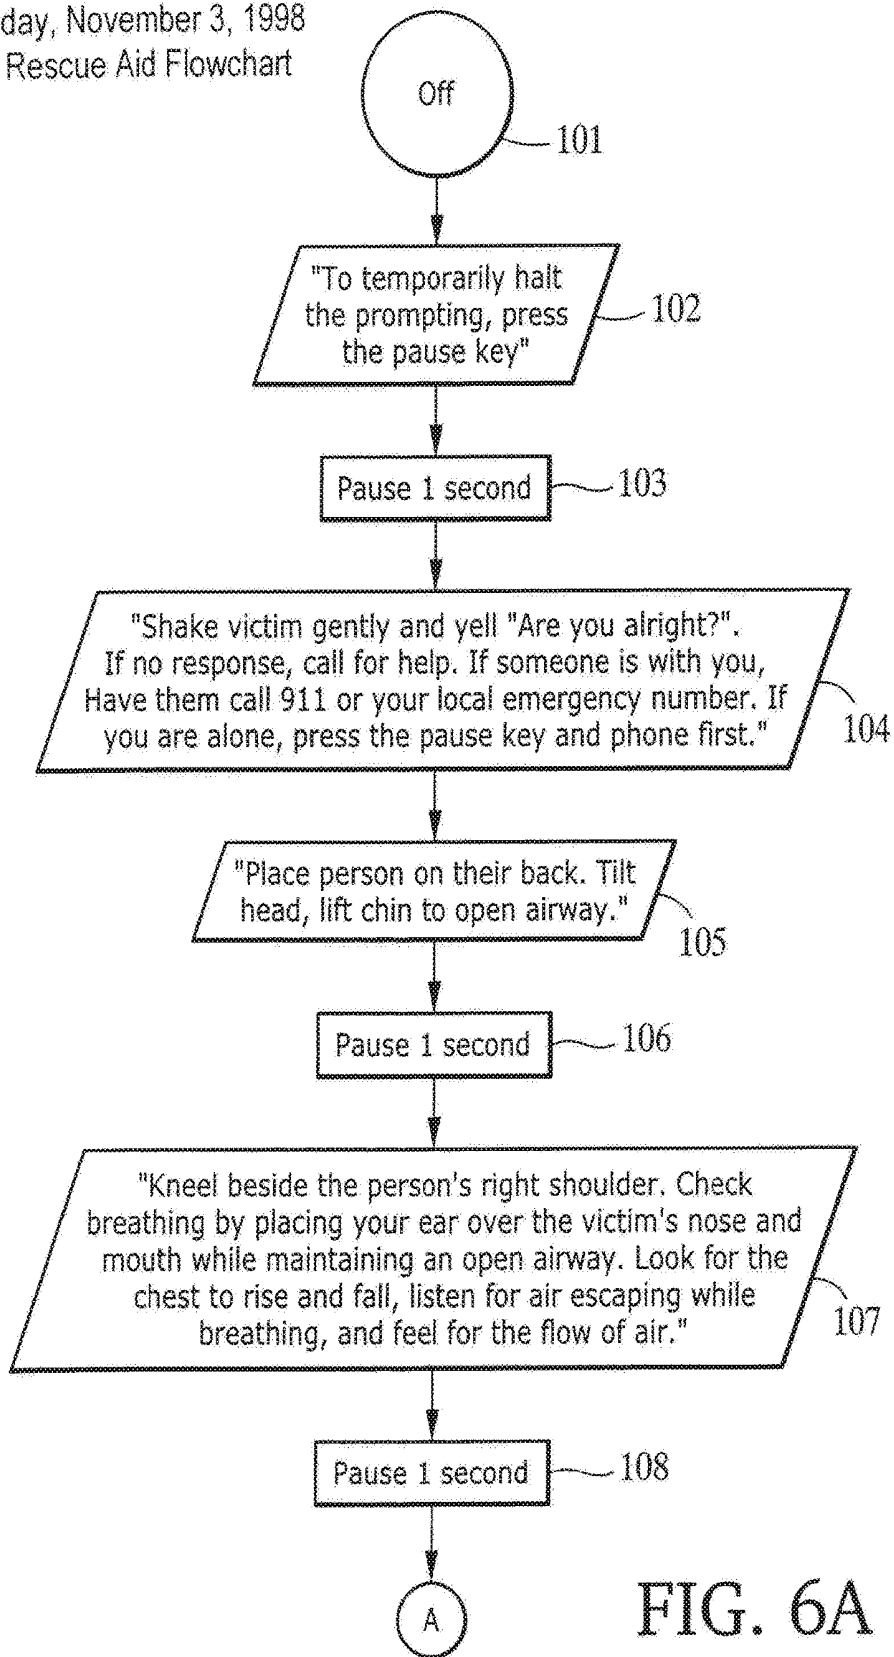 day, November 3, 1998
Rescue Aid Flowchart
Off
101
"To temporarily halt
the prompting, press
the pause key"
102
Pause 1 second
103
"Shake victim gently and yell "Are you alright?".
If no response, call for help. If someone is with you,
Have them call 911 or your local emergency number. If
you are alone, press the pause key and phone first."
104
"Place person on their back. Tilt
head, lift chin to open airway."
105
Pause 1 second
106
"Kneel beside the person's right shoulder. Check
breathing by placing your ear over the victim's nose and
mouth while maintaining an open airway. Look for the
chest to rise and fall, listen for air escaping while
breathing, and feel for the flow of air."
107
Pause 1 second
108
A
FIG. 6A